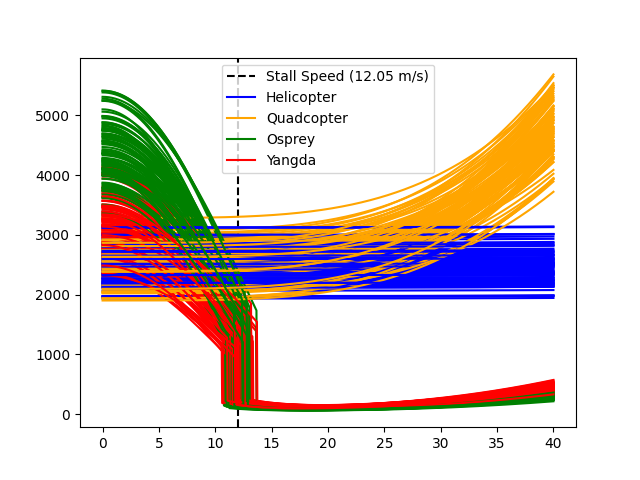 Stall Speed (12.05 m/s)
Helicopter
Quadcopter
Osprey
Yangda
5000
4000
3000
2000
1000
0
0 5 10 15 20 25 30 35 40